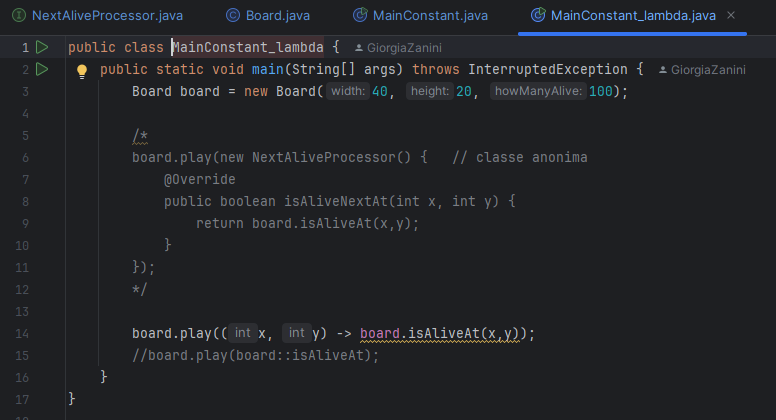 NextAliveProcessor.java Board.java MainConstant.java MainConstant_lambda.java
1 public class MainConstant_lambda { GiorgiaZanini
2 public static void main(String[] args) throws InterruptedException { GiorgiaZanini
3 Board board = new Board( width: 40, height: 20, howManyAlive: 100);
4
5 /*
6 board.play(new NextAliveProcessor() { // classe anonima
7 @Override
8 public boolean isAliveNextAt(int x, int y) {
9 return board.isAliveAt(x,y);
10 }
11 });
12 */
13
14 board.play(( int x, int y) -> board.isAliveAt(x,y));
15 //board.play(board::isAliveAt);
16 }
17 }